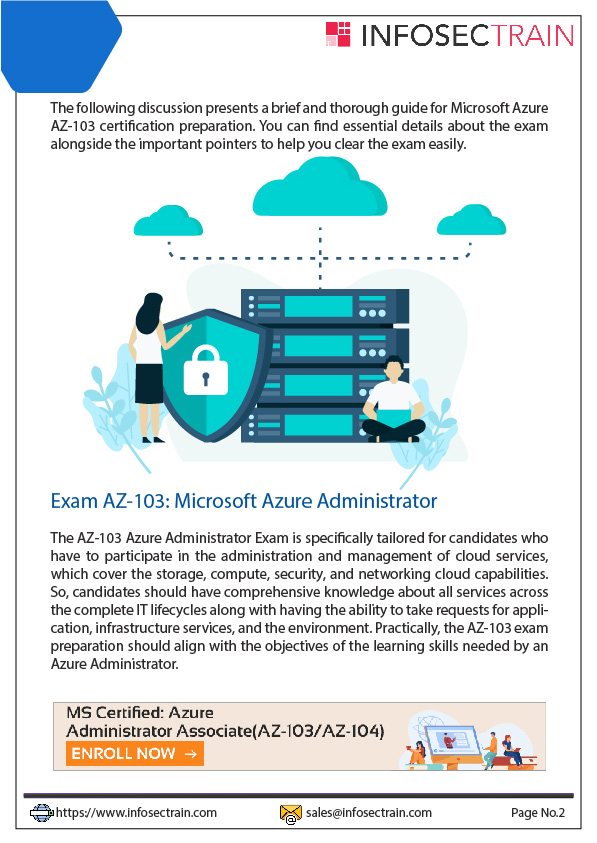 INFOSECTRAIN
The following discussion presents a brief and thorough guide for Microsoft Azure
AZ-103 certification preparation. You can find essential details about the exam
alongside the important pointers to help you clear the exam easily.
Exam AZ-103: Microsoft Azure Administrator
The AZ-103 Azure Administrator Exam is specifically tailored for candidates who
have to participate in the administration and management of cloud services,
which cover the storage, compute, security, and networking cloud capabilities.
So, candidates should have comprehensive knowledge about all services across
the complete IT lifecycles along with having the ability to take requests for appli-
cation, infrastructure services, and the environment. Practically, the AZ-103 exam
preparation should align with the objectives of the learning skills needed by an
Azure Administrator.
MS Certified: Azure
Administrator Associate(AZ-103/AZ-104)
ENROLL NOW →
https://www.infosectrain.com sales@infosectrain.com Page No.2